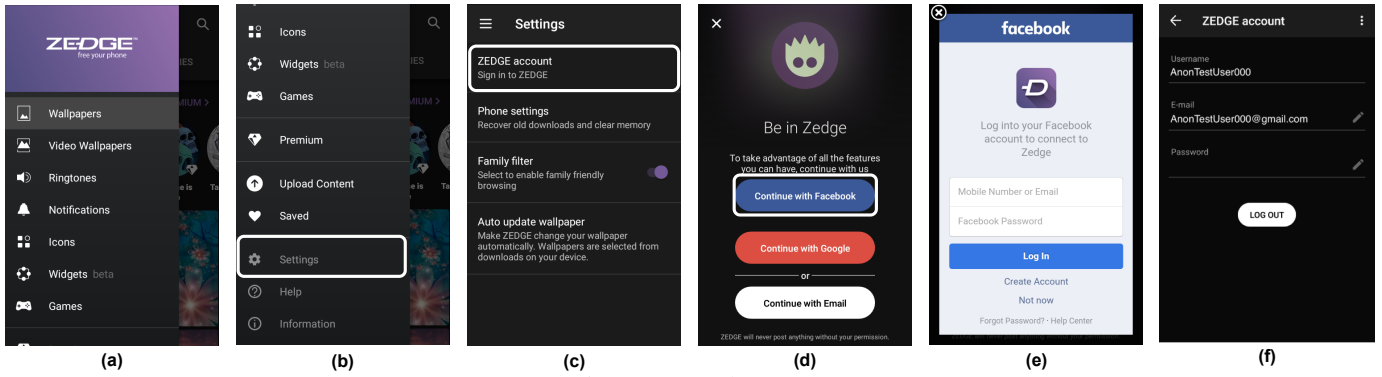 ZEDGE™
free your phone
Wallpapers
Video Wallpapers
Ringtones
Notifications
Icons
Widgets beta
Games
IES
MIUM >
e is
Ta
(a)
Icons
Widgets beta
Games
Premium
Upload Content
Saved
Settings
Help
Information
IES
MIUM >
e is
Ta
(b)
Settings
ZEDGE account
Sign in to ZEDGE
Phone settings
Recover old downloads and clear memory
Family filter
Select to enable family friendly
browsing
Auto update wallpaper
Make ZEDGE change your wallpaper
automatically. Wallpapers are selected from
downloads on your device.
(c)
Be in Zedge
To take advantage of all the features
you can have, continue with us
Continue with Facebook
Continue with Google
or
Continue with Email
ZEDGE will never post anything without your permission.
(d)
facebook
Log into your Facebook
account to connect to
Zedge
Mobile Number or Email
Facebook Password
Log In
Create Account
Not now
Forgot Password? · Help Center
(e)
ZEDGE account
Username
AnonTestUser000
E-mail
AnonTestUser000@gmail.com
Password
LOG OUT
(f)